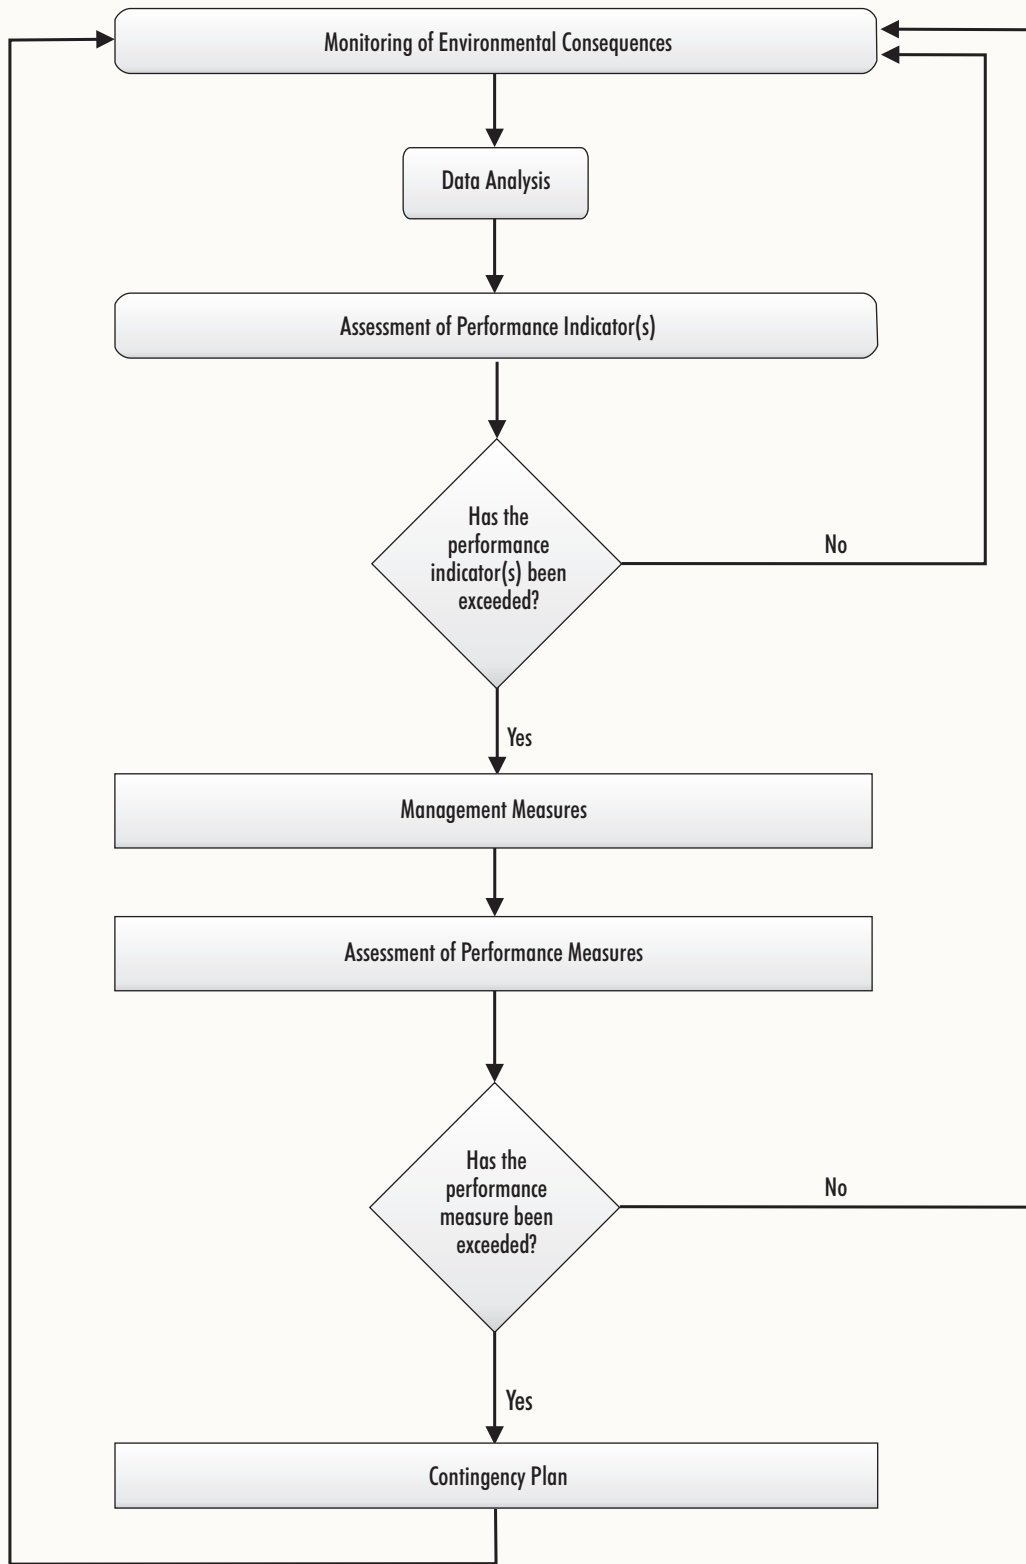 Monitoring of Environmental Consequences
Data Analysis
Assessment of Performance Indicator(s)
Has the
performance
indicator(s) been
exceeded?
No
Yes
Management Measures
Assessment of Performance Measures
Has the
performance
measure been
exceeded?
No
Yes
Contingency Plan